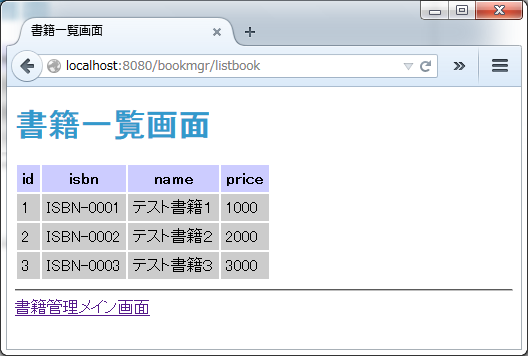 書籍一覧画面
localhost:8080/bookmgr/listbook
書籍一覧画面
id isbn name price
1 ISBN-0001 テスト書籍1 1000
2 ISBN-0002 テスト書籍2 2000
3 ISBN-0003 テスト書籍3 3000
書籍管理メイン画面